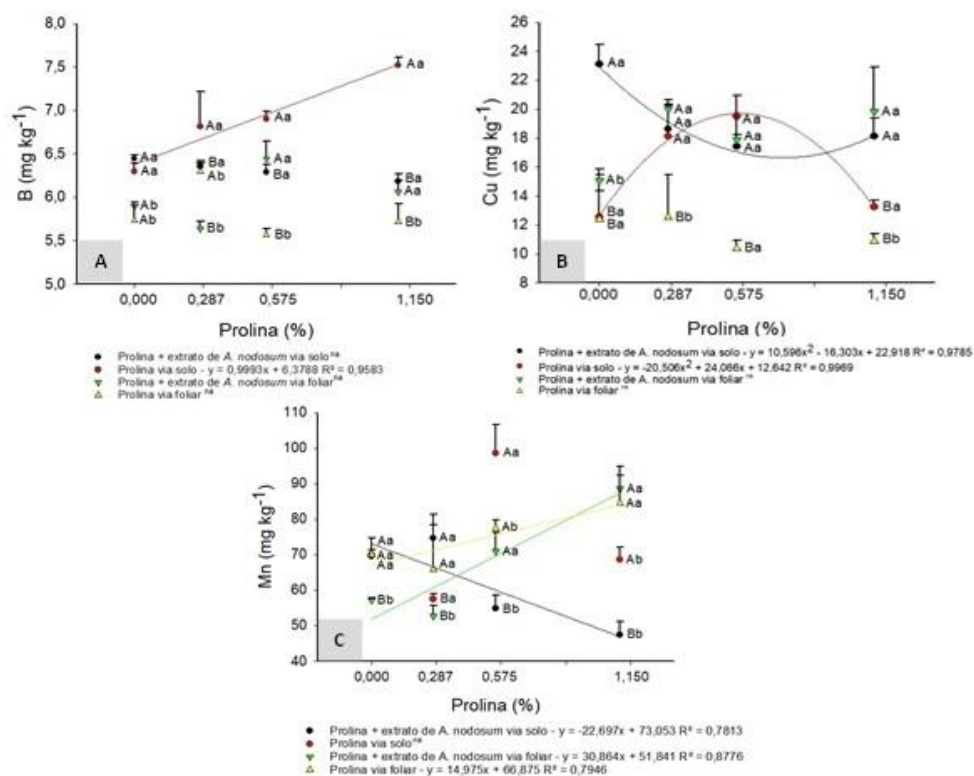 8,0
7,5
7,0
6,5
6,0
5,5
5,0
B (mg kg⁻¹)
Aa
Aa
Ab
Ab
Aa
Ba
Ab
Bb
Aa
Aa
Ba
Bb
Aa
Ba
Aa
Bb
A
0,000 0,287 0,575 1,150
Prolina (%)
Prolina + extrato de A. nodosum via solo
Prolina via solo - y = 0,9993x + 6,3788 R² = 0,9583
Prolina + extrato de A. nodosum via foliar
Prolina via foliar
26
24
22
20
18
16
14
12
10
8
Cu (mg kg⁻¹)
Aa
Ab
Ba
Ba
Aa
Aa
Aa
Bb
Aa
Aa
Aa
Ba
Aa
Aa
Ba
Bb
B
0,000 0,287 0,575 1,150
Prolina (%)
Prolina + extrato de A. nodosum via solo - y = 10,596x² - 16,303x + 22,918 R² = 0,9785
Prolina via solo - y = -20,506x² + 24,066x + 12,642 R² = 0,9969
Prolina + extrato de A. nodosum via foliar
Prolina via foliar
110
100
90
80
70
60
50
40
Mn (mg kg⁻¹)
Aa
Aa
Aa
Bb
Aa
Aa
Ba
Bb
Aa
Ab
Aa
Bb
Aa
Aa
Ab
Bb
C
0,000 0,287 0,575 1,150
Prolina (%)
Prolina + extrato de A. nodosum via solo - y = -22,697x + 73,053 R² = 0,7813
Prolina via solo
Prolina + extrato de A. nodosum via foliar - y = 30,864x + 51,841 R² = 0,8776
Prolina via foliar - y = 14,975x + 66,875 R² = 0,7946